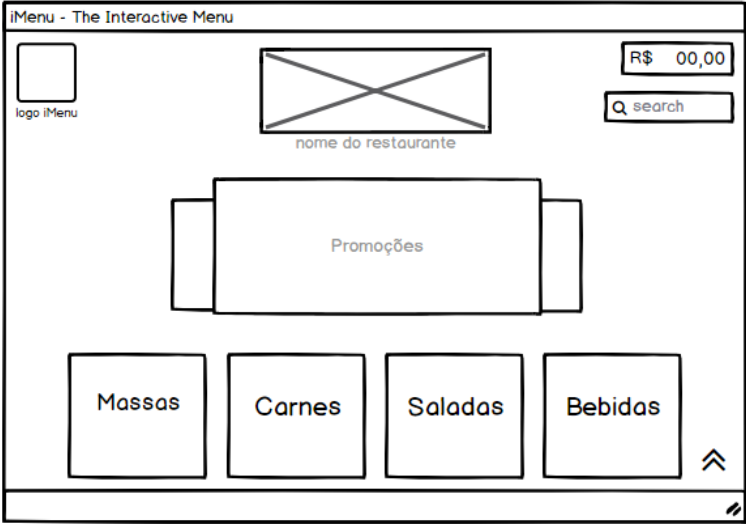 iMenu - The Interactive Menu
logo iMenu
nome do restaurante
R$ 00,00
search
Promoções
Massas
Carnes
Saladas
Bebidas